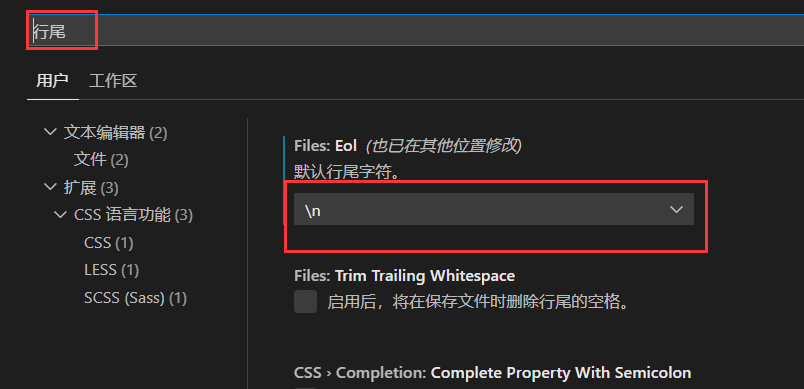 行尾
用户 工作区
文本编辑器 (2)
文件 (2)
扩展 (3)
CSS 语言功能 (3)
CSS (1)
LESS (1)
SCSS (Sass) (1)
Files: Eol (也已在其他位置修改)
默认行尾字符。
\n
Files: Trim Trailing Whitespace
启用后，将在保存文件时删除行尾的空格。
CSS › Completion: Complete Property With Semicolon